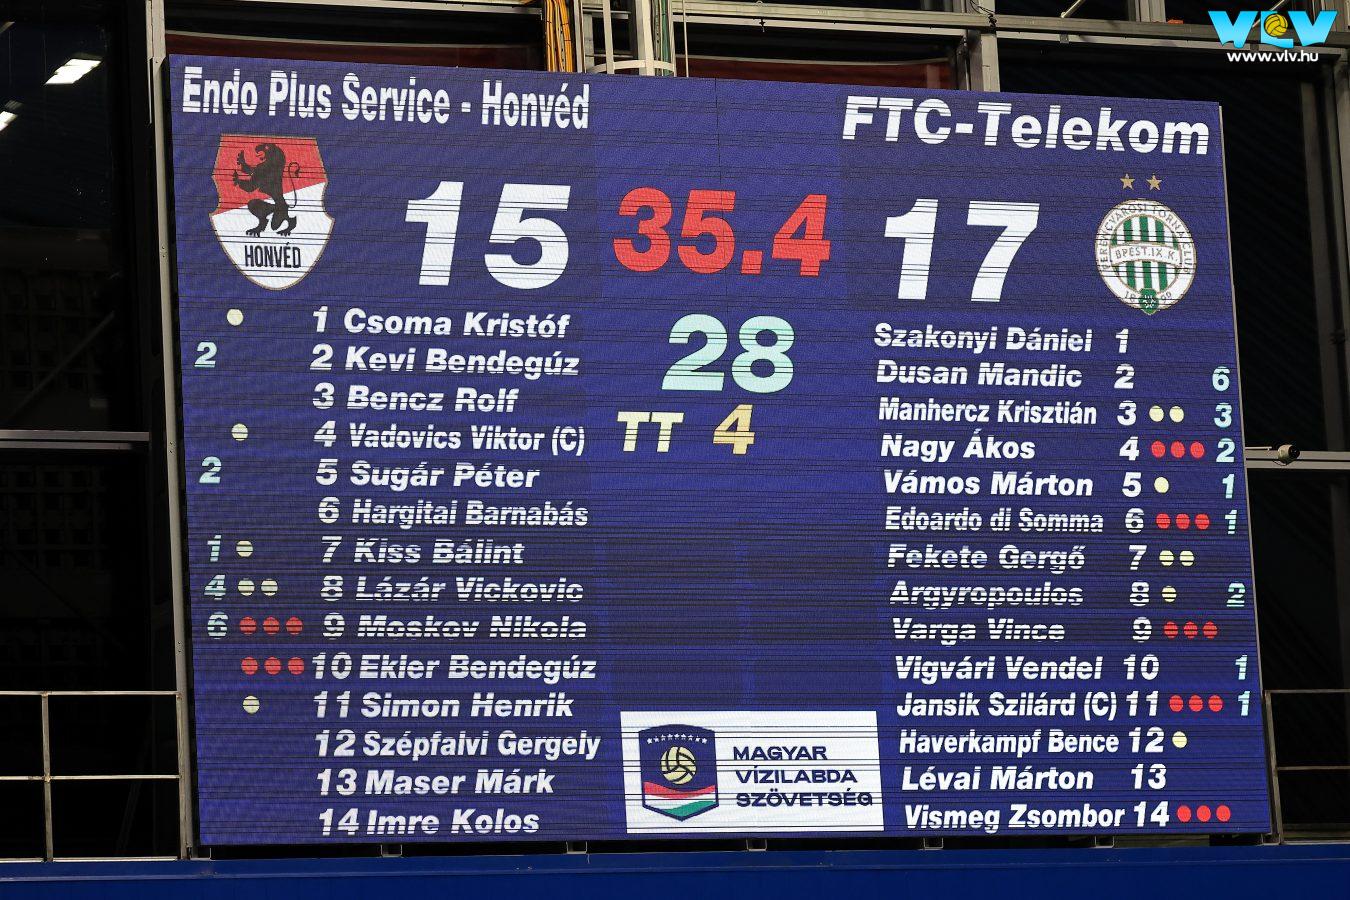 VLV
www.vlv.hu
Endo Plus Service - Honvéd
FTC-Telekom
HONVÉD
15
35.4
17
FERENCVÁROSI TORNA CLUB
BPEST.IX.K.
28
TT 4
1 Csoma Kristóf
2 2 Kevi Bendegúz
3 Bencz Rolf
4 Vadovics Viktor (C)
2 5 Sugár Péter
6 Hargitai Barnabás
1 7 Kiss Bálint
4 8 Lázár Vickovic
6 9 Moskov Nikola
10 Ekler Bendegúz
11 Simon Henrik
12 Szépfalvi Gergely
13 Maser Márk
14 Imre Kolos
Szakonyi Dániel 1
Dusan Mandic 2 6
Manhercz Krisztián 3 3
Nagy Ákos 4 2
Vámos Márton 5 1
Edoardo di Somma 6 1
Fekete Gergő 7
Argyropoulos 8 2
Varga Vince 9
Vigvári Vendel 10 1
Jansik Szilárd (C) 11 1
Haverkampf Bence 12
Lévai Márton 13
Vismeg Zsombor 14
MAGYAR
VÍZILABDA
SZÖVETSÉG